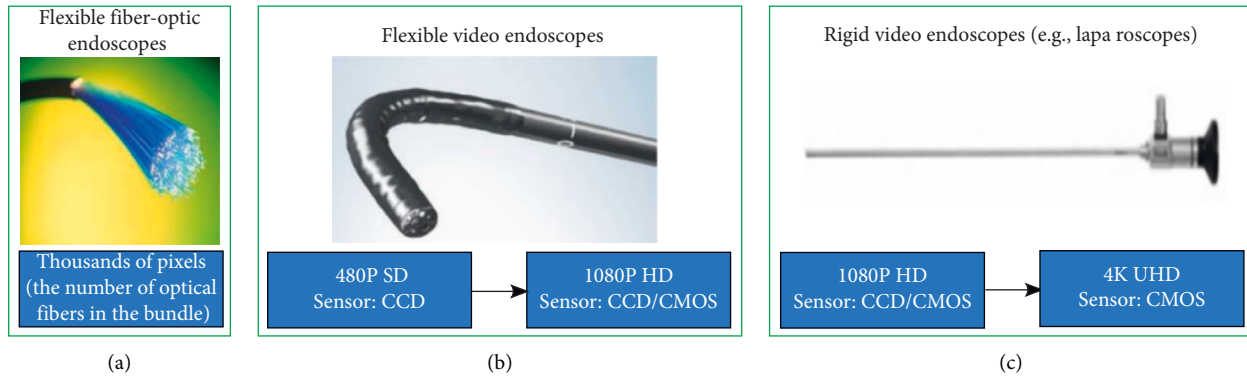 Flexible fiber-optic
endoscopes
Thousands of pixels
(the number of optical
fibers in the bundle)
(a)
Flexible video endoscopes
480P SD
Sensor: CCD
1080P HD
Sensor: CCD/CMOS
(b)
Rigid video endoscopes (e.g., lapa roscopes)
1080P HD
Sensor: CCD/CMOS
4K UHD
Sensor: CMOS
(c)